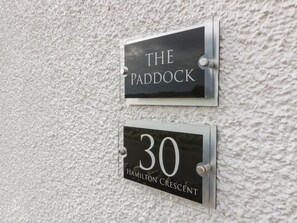 THE
PADDOCK
30
HAMILTON CRESCENT